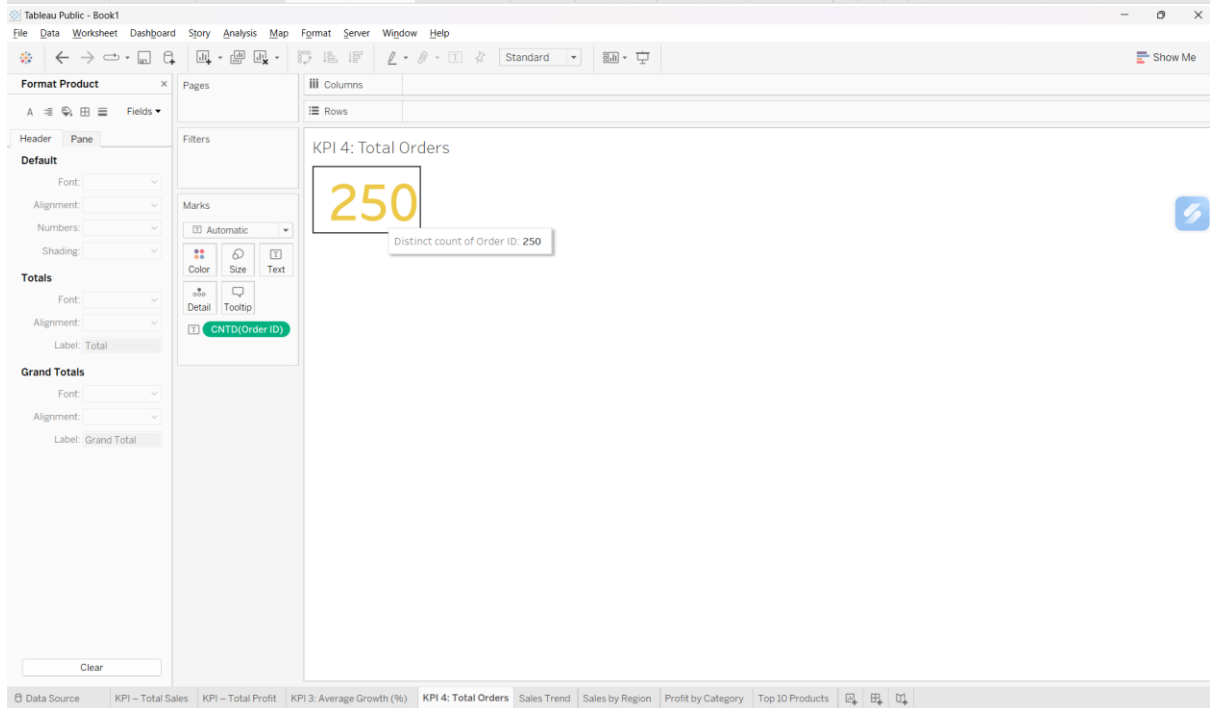 Tableau Public - Book1
File Data Worksheet Dashboard Story Analysis Map Format Server Window Help
Standard
Show Me
Format Product
Fields
Header Pane
Default
Font:
Alignment:
Numbers:
Shading:
Totals
Font:
Alignment:
Label: Total
Grand Totals
Font:
Alignment:
Label: Grand Total
Clear
Pages
Filters
Marks
Automatic
Color Size Text
Detail Tooltip
CNTD(Order ID)
Columns
Rows
KPI 4: Total Orders
250
Distinct count of Order ID: 250
Data Source KPI – Total Sales KPI – Total Profit KPI 3: Average Growth (%) KPI 4: Total Orders Sales Trend Sales by Region Profit by Category Top 10 Products